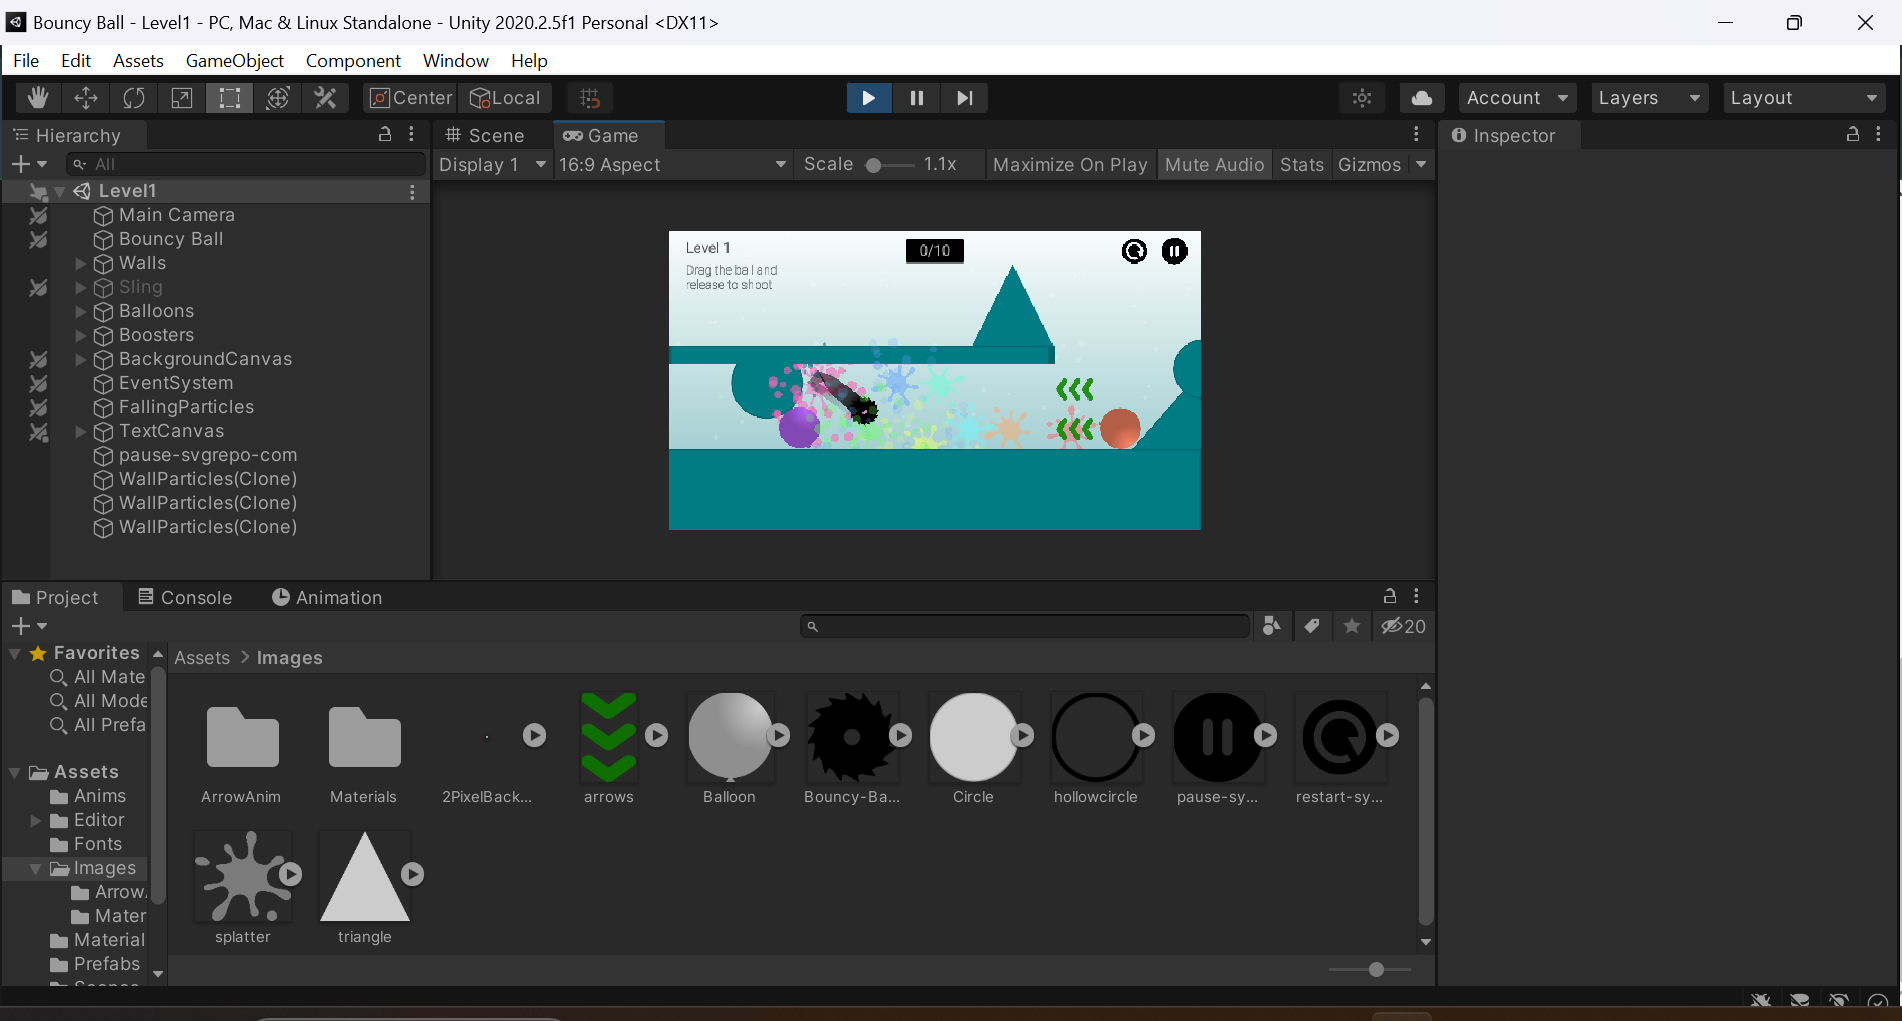 Bouncy Ball - Level1 - PC, Mac & Linux Standalone - Unity 2020.2.5f1 Personal <DX11>
File Edit Assets GameObject Component Window Help
Center Local Account Layers Layout
Hierarchy
All
Level1
Main Camera
Bouncy Ball
Walls
Sling
Balloons
Boosters
BackgroundCanvas
EventSystem
FallingParticles
TextCanvas
pause-svgrepo-com
WallParticles(Clone)
WallParticles(Clone)
WallParticles(Clone)
Scene Game
Display 1 16:9 Aspect Scale 1.1x Maximize On Play Mute Audio Stats Gizmos
Level 1
0/10
Drag the ball and
release to shoot
Inspector
Project Console Animation
20
Favorites
All Mate
All Mode
All Prefa
Assets
Anims
Editor
Fonts
Images
Arrow
Mater
Material
Prefabs
Assets > Images
ArrowAnim Materials 2PixelBack... arrows Balloon Bouncy-Ba... Circle hollowcircle pause-sy... restart-sy...
splatter triangle